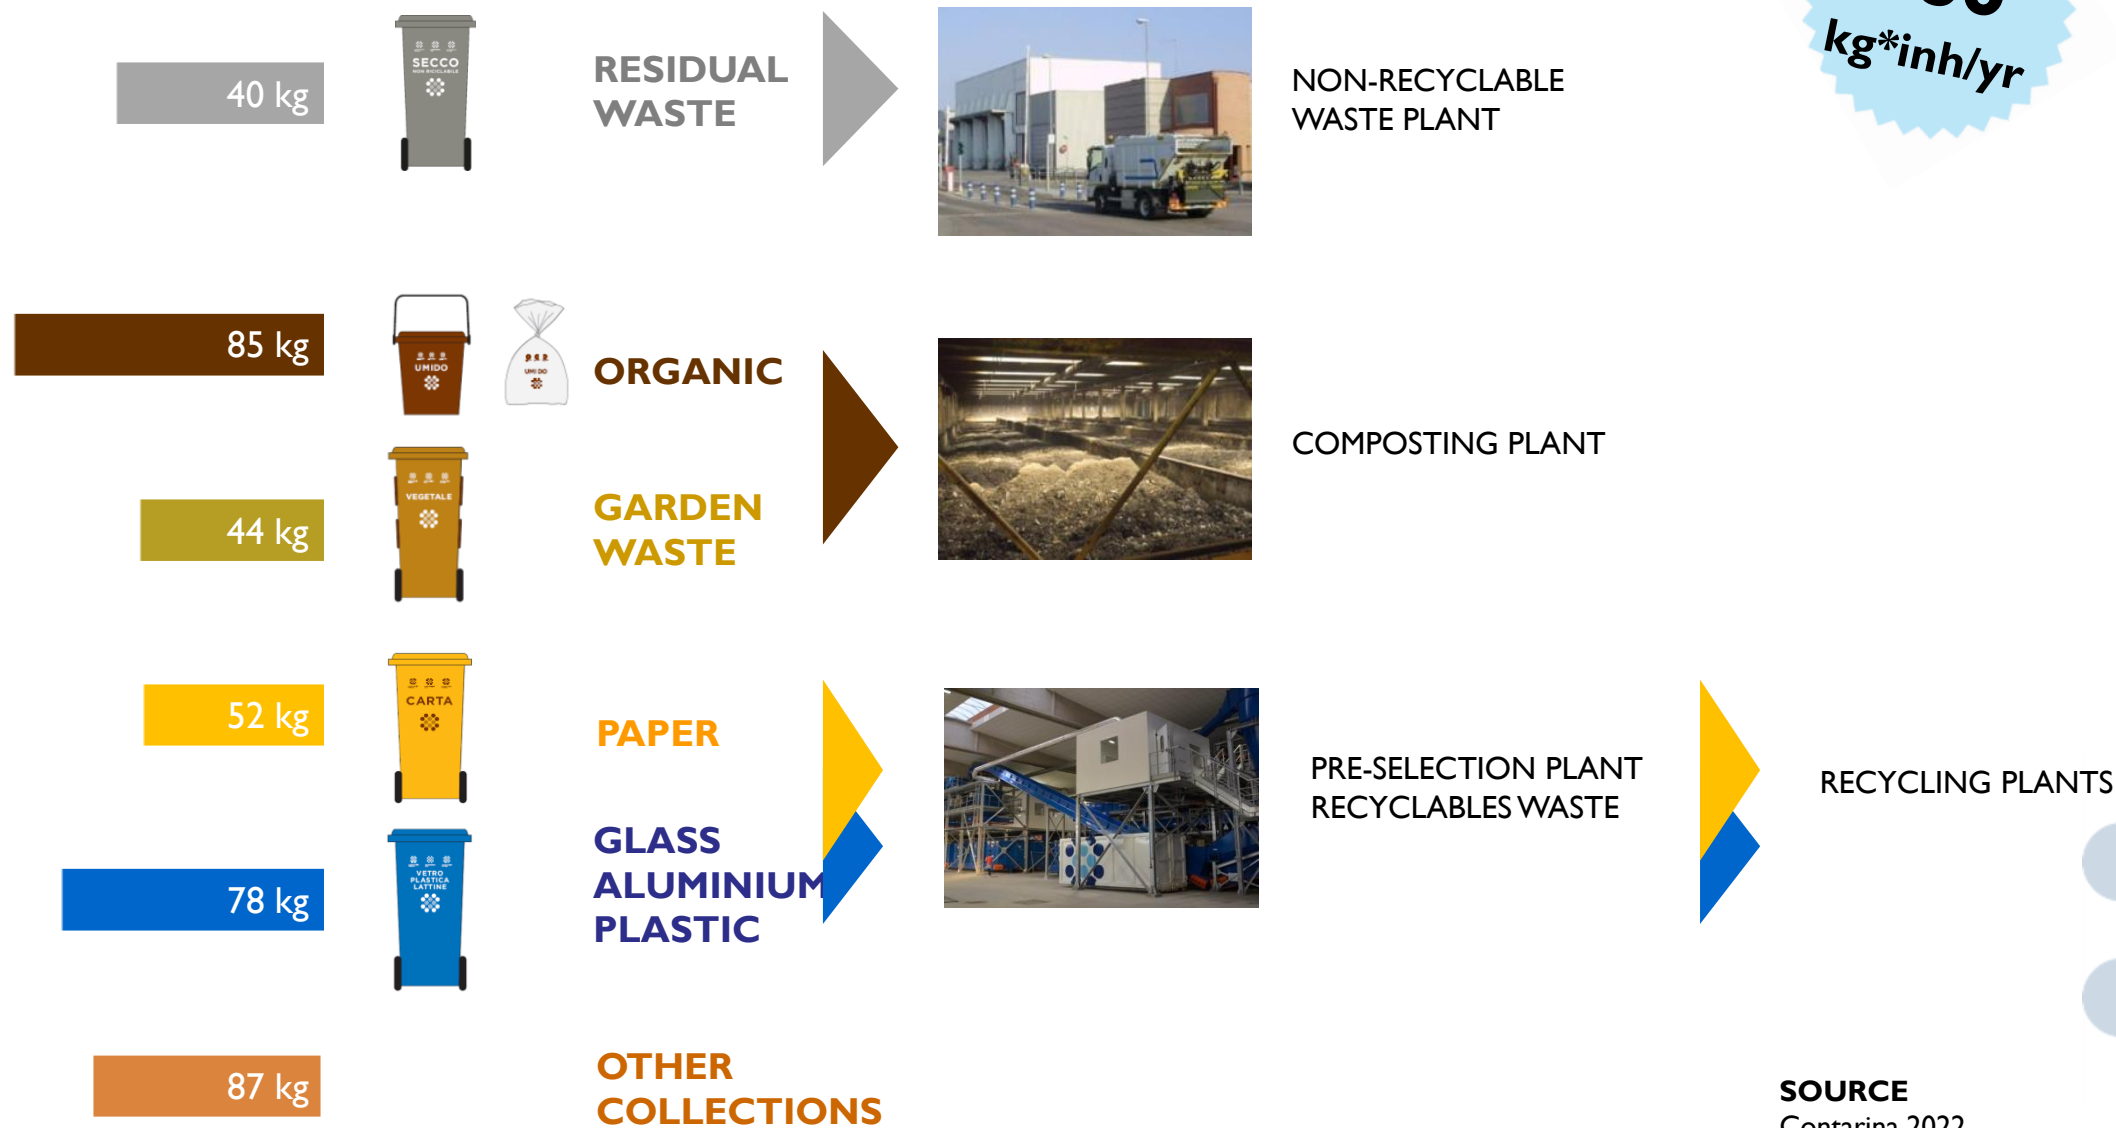 kg*inh/yr
40 kg
SECCO
NON RICICLABILE
RESIDUAL
WASTE
NON-RECYCLABLE
WASTE PLANT
85 kg
UMIDO
UMIDO
ORGANIC
COMPOSTING PLANT
44 kg
VEGETALE
GARDEN
WASTE
52 kg
CARTA
PAPER
PRE-SELECTION PLANT
RECYCLABLES WASTE
RECYCLING PLANTS
78 kg
VETRO
PLASTICA
LATTINE
GLASS
ALUMINIUM
PLASTIC
87 kg
OTHER
COLLECTIONS
SOURCE
Contarina 2022